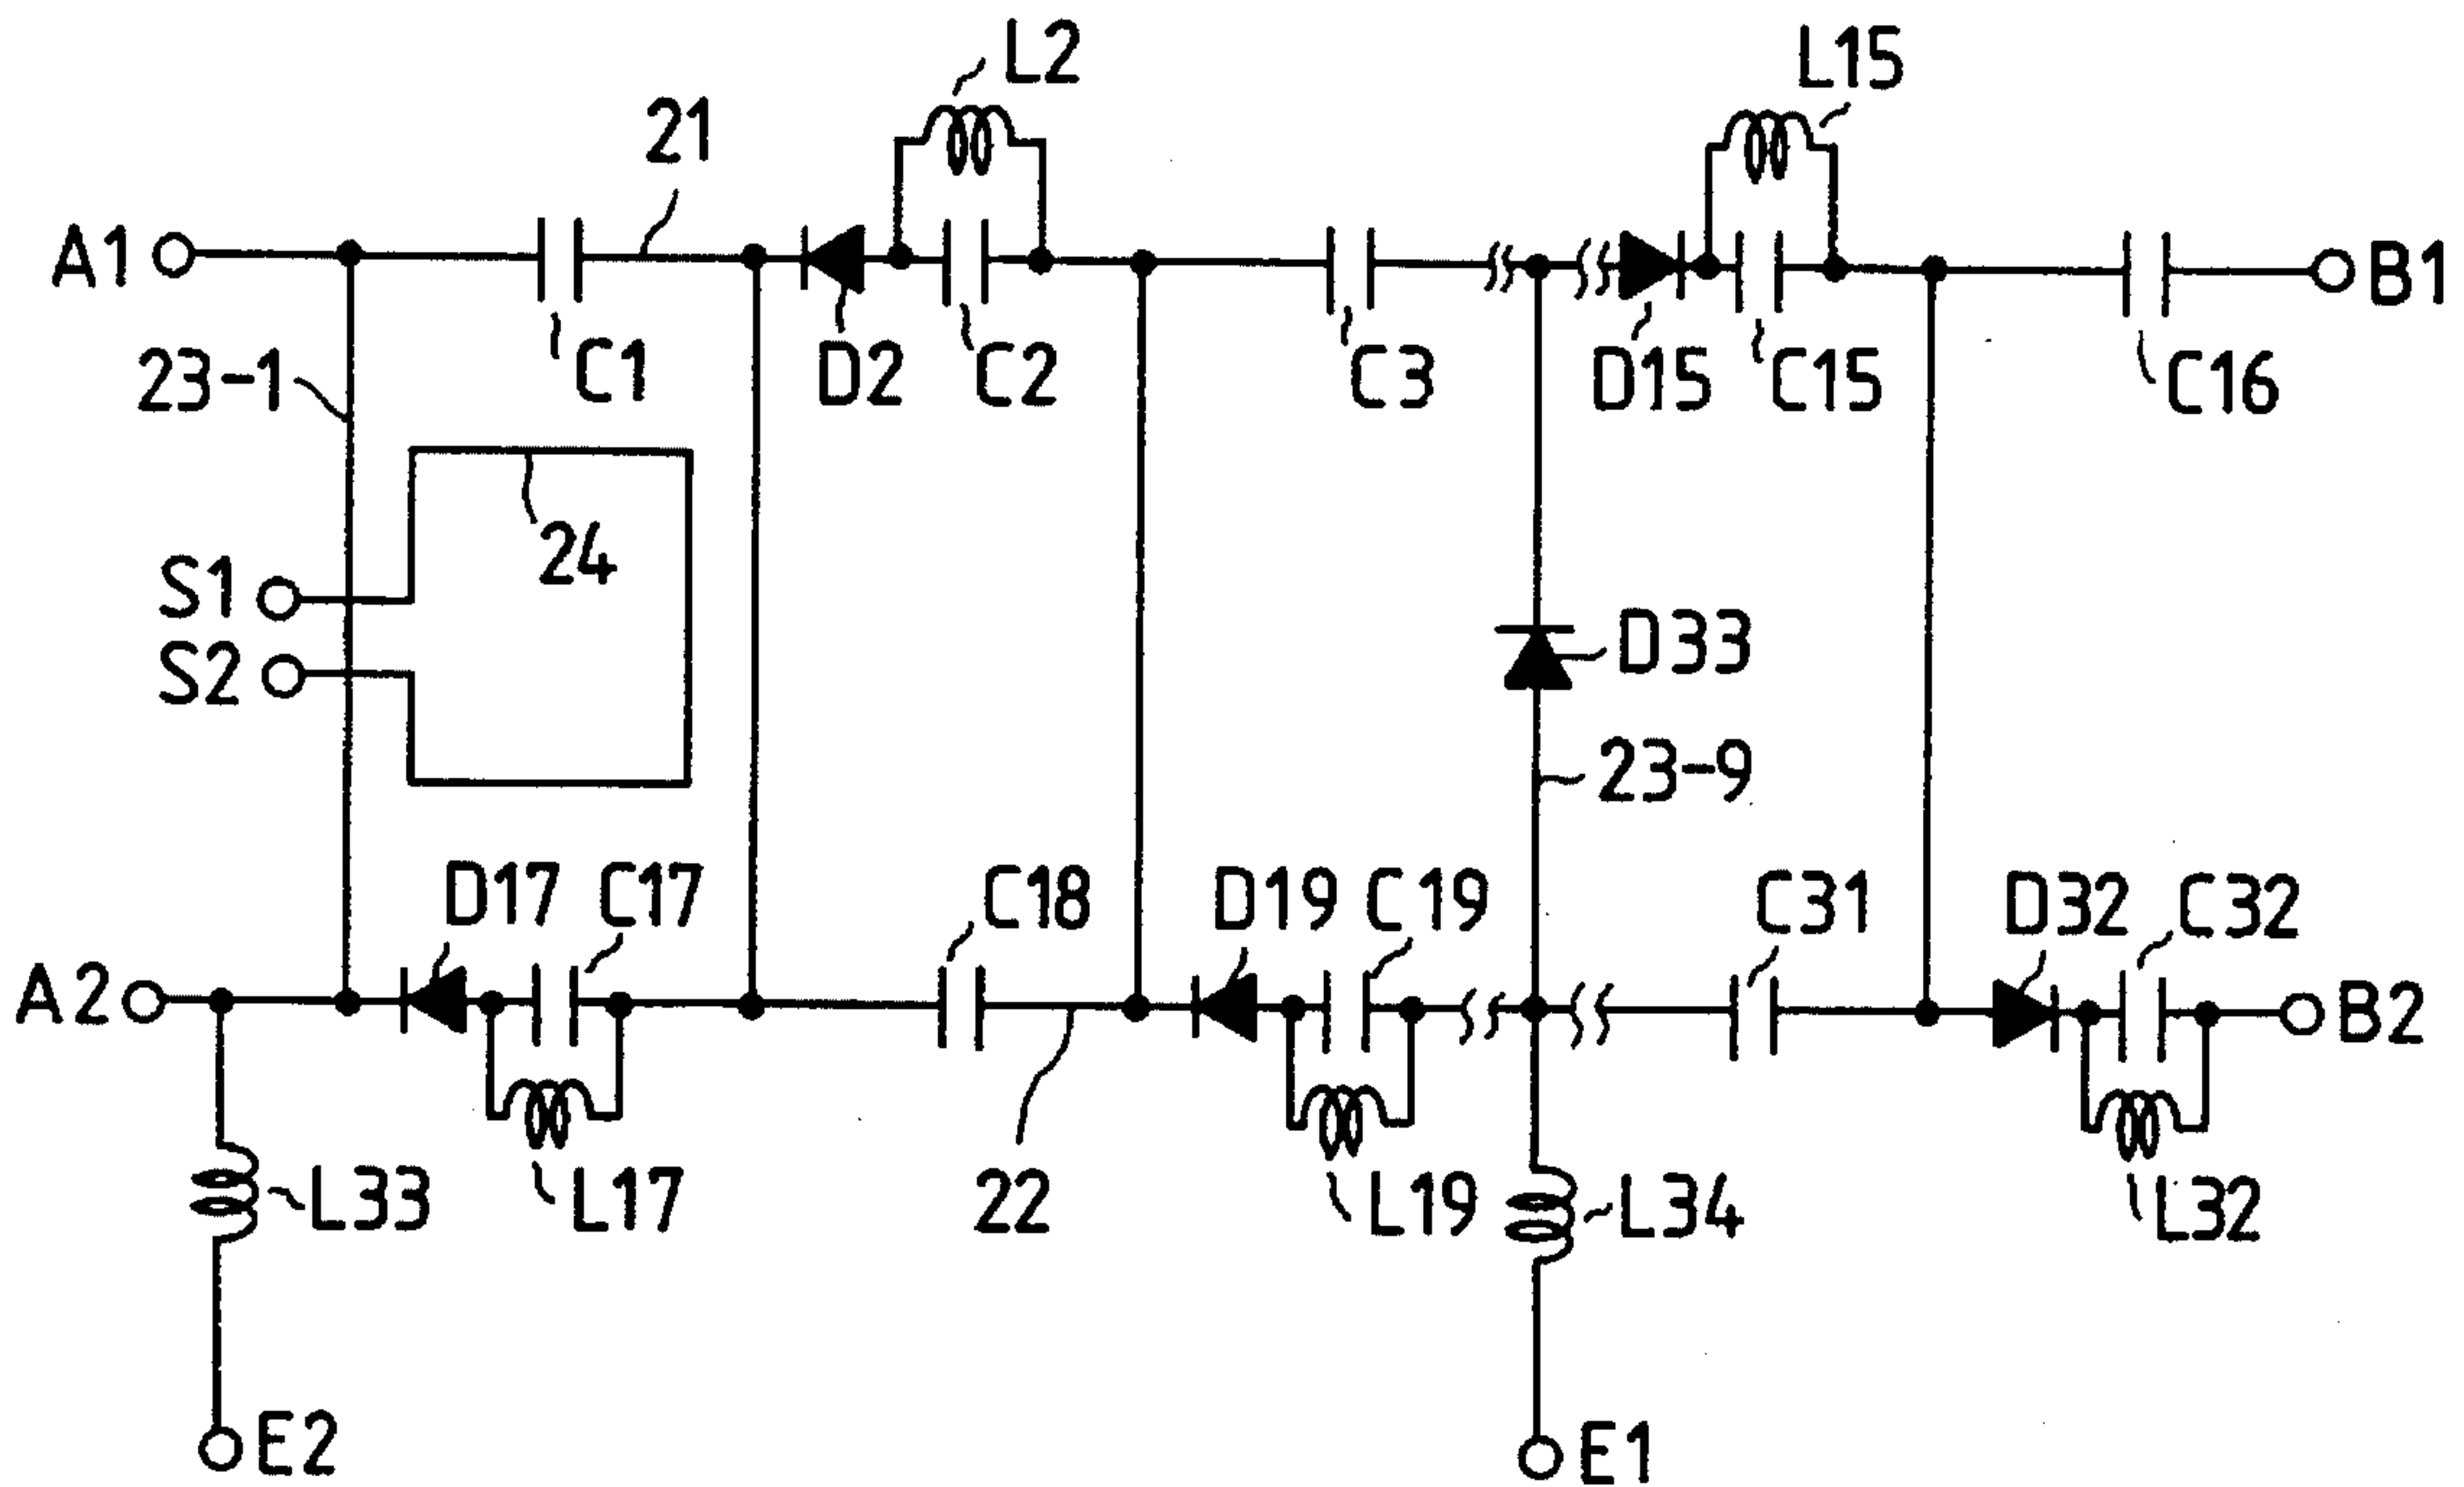 L2
L15
21
A1
B1
C1
D2
C2
C3
D15
C15
C16
23-1
24
S1
S2
D33
23-9
D17
C17
C18
D19
C19
C31
D32
C32
A2
B2
L33
L17
22
L19
L34
L32
E2
E1